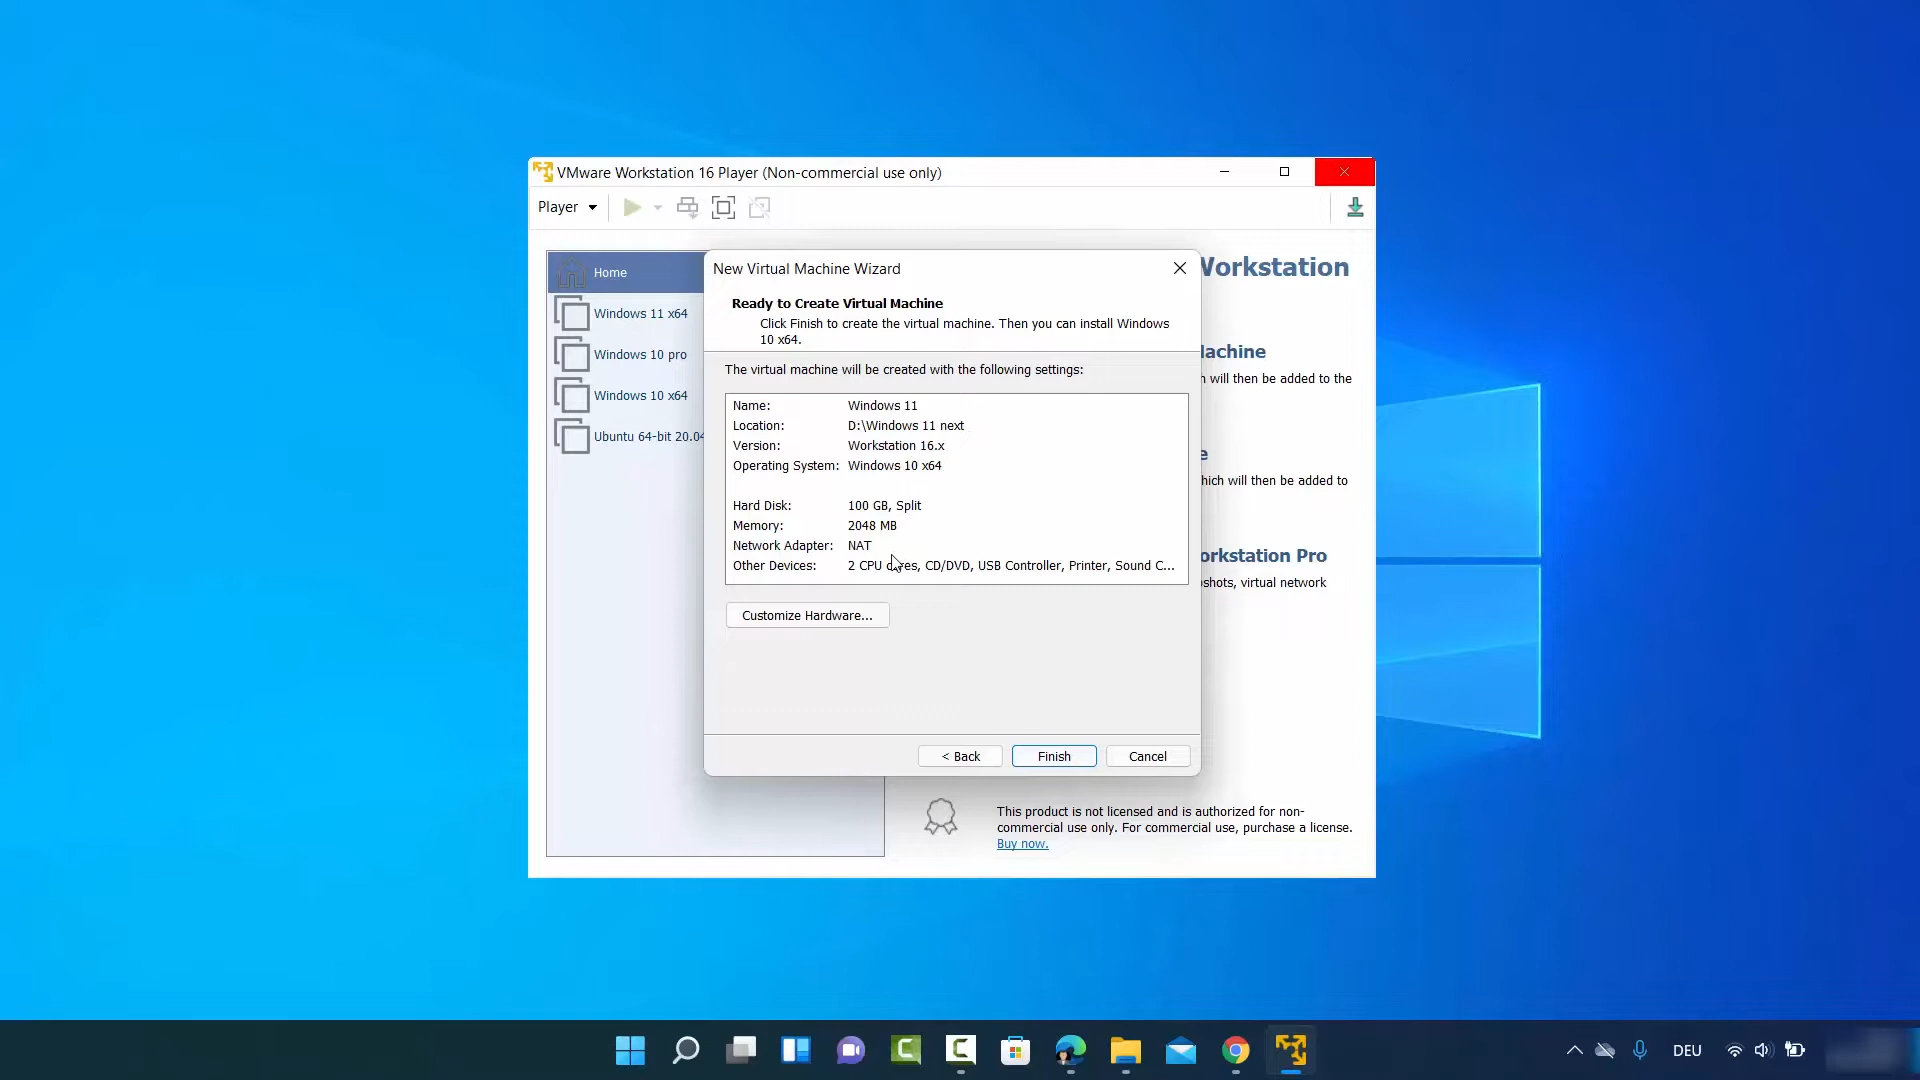 VMware Workstation 16 Player (Non-commercial use only)
Player
Home
Windows 11 x64
Windows 10 pro
Windows 10 x64
Ubuntu 64-bit 20.04
New Virtual Machine Wizard
Ready to Create Virtual Machine
Click Finish to create the virtual machine. Then you can install Windows
10 x64.
The virtual machine will be created with the following settings:
Name: Windows 11
Location: D:\Windows 11 next
Version: Workstation 16.x
Operating System: Windows 10 x64
Hard Disk: 100 GB, Split
Memory: 2048 MB
Network Adapter: NAT
Other Devices: 2 CPU cores, CD/DVD, USB Controller, Printer, Sound C...
Customize Hardware...
< Back
Finish
Cancel
Workstation
achine
will then be added to the
e
hich will then be added to
orkstation Pro
shots, virtual network
This product is not licensed and is authorized for non-
commercial use only. For commercial use, purchase a license.
Buy now.
DEU